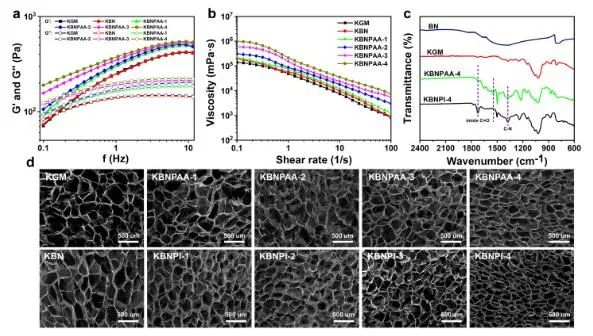 a
G' and G'' (Pa)
10³
10²
G': KGM KBN KBNPAA-1
KBNPAA-2 KBNPAA-3 KBNPAA-4
G'': KGM KBN KBNPAA-1
KBNPAA-2 KBNPAA-3 KBNPAA-4
0.1 1 10
f (Hz)
b
Viscosity (mPa·s)
10⁷
10⁶
10⁵
10⁴
10³
10²
KGM
KBN
KBNPAA-1
KBNPAA-2
KBNPAA-3
KBNPAA-4
0.1 1 10 100
Shear rate (1/s)
c
Transmittance (%)
BN
KGM
KBNPAA-4
KBNPI-4
imide C=O
C-N
2400 2100 1800 1500 1200 900 600
Wavenumber (cm-1)
d
KGM KBNPAA-1 KBNPAA-2 KBNPAA-3 KBNPAA-4
500 um 500 um 500 um 500 um 500 um
KBN KBNPI-1 KBNPI-2 KBNPI-3 KBNPI-4
500 um 500 um 500 um 500 um 500 um